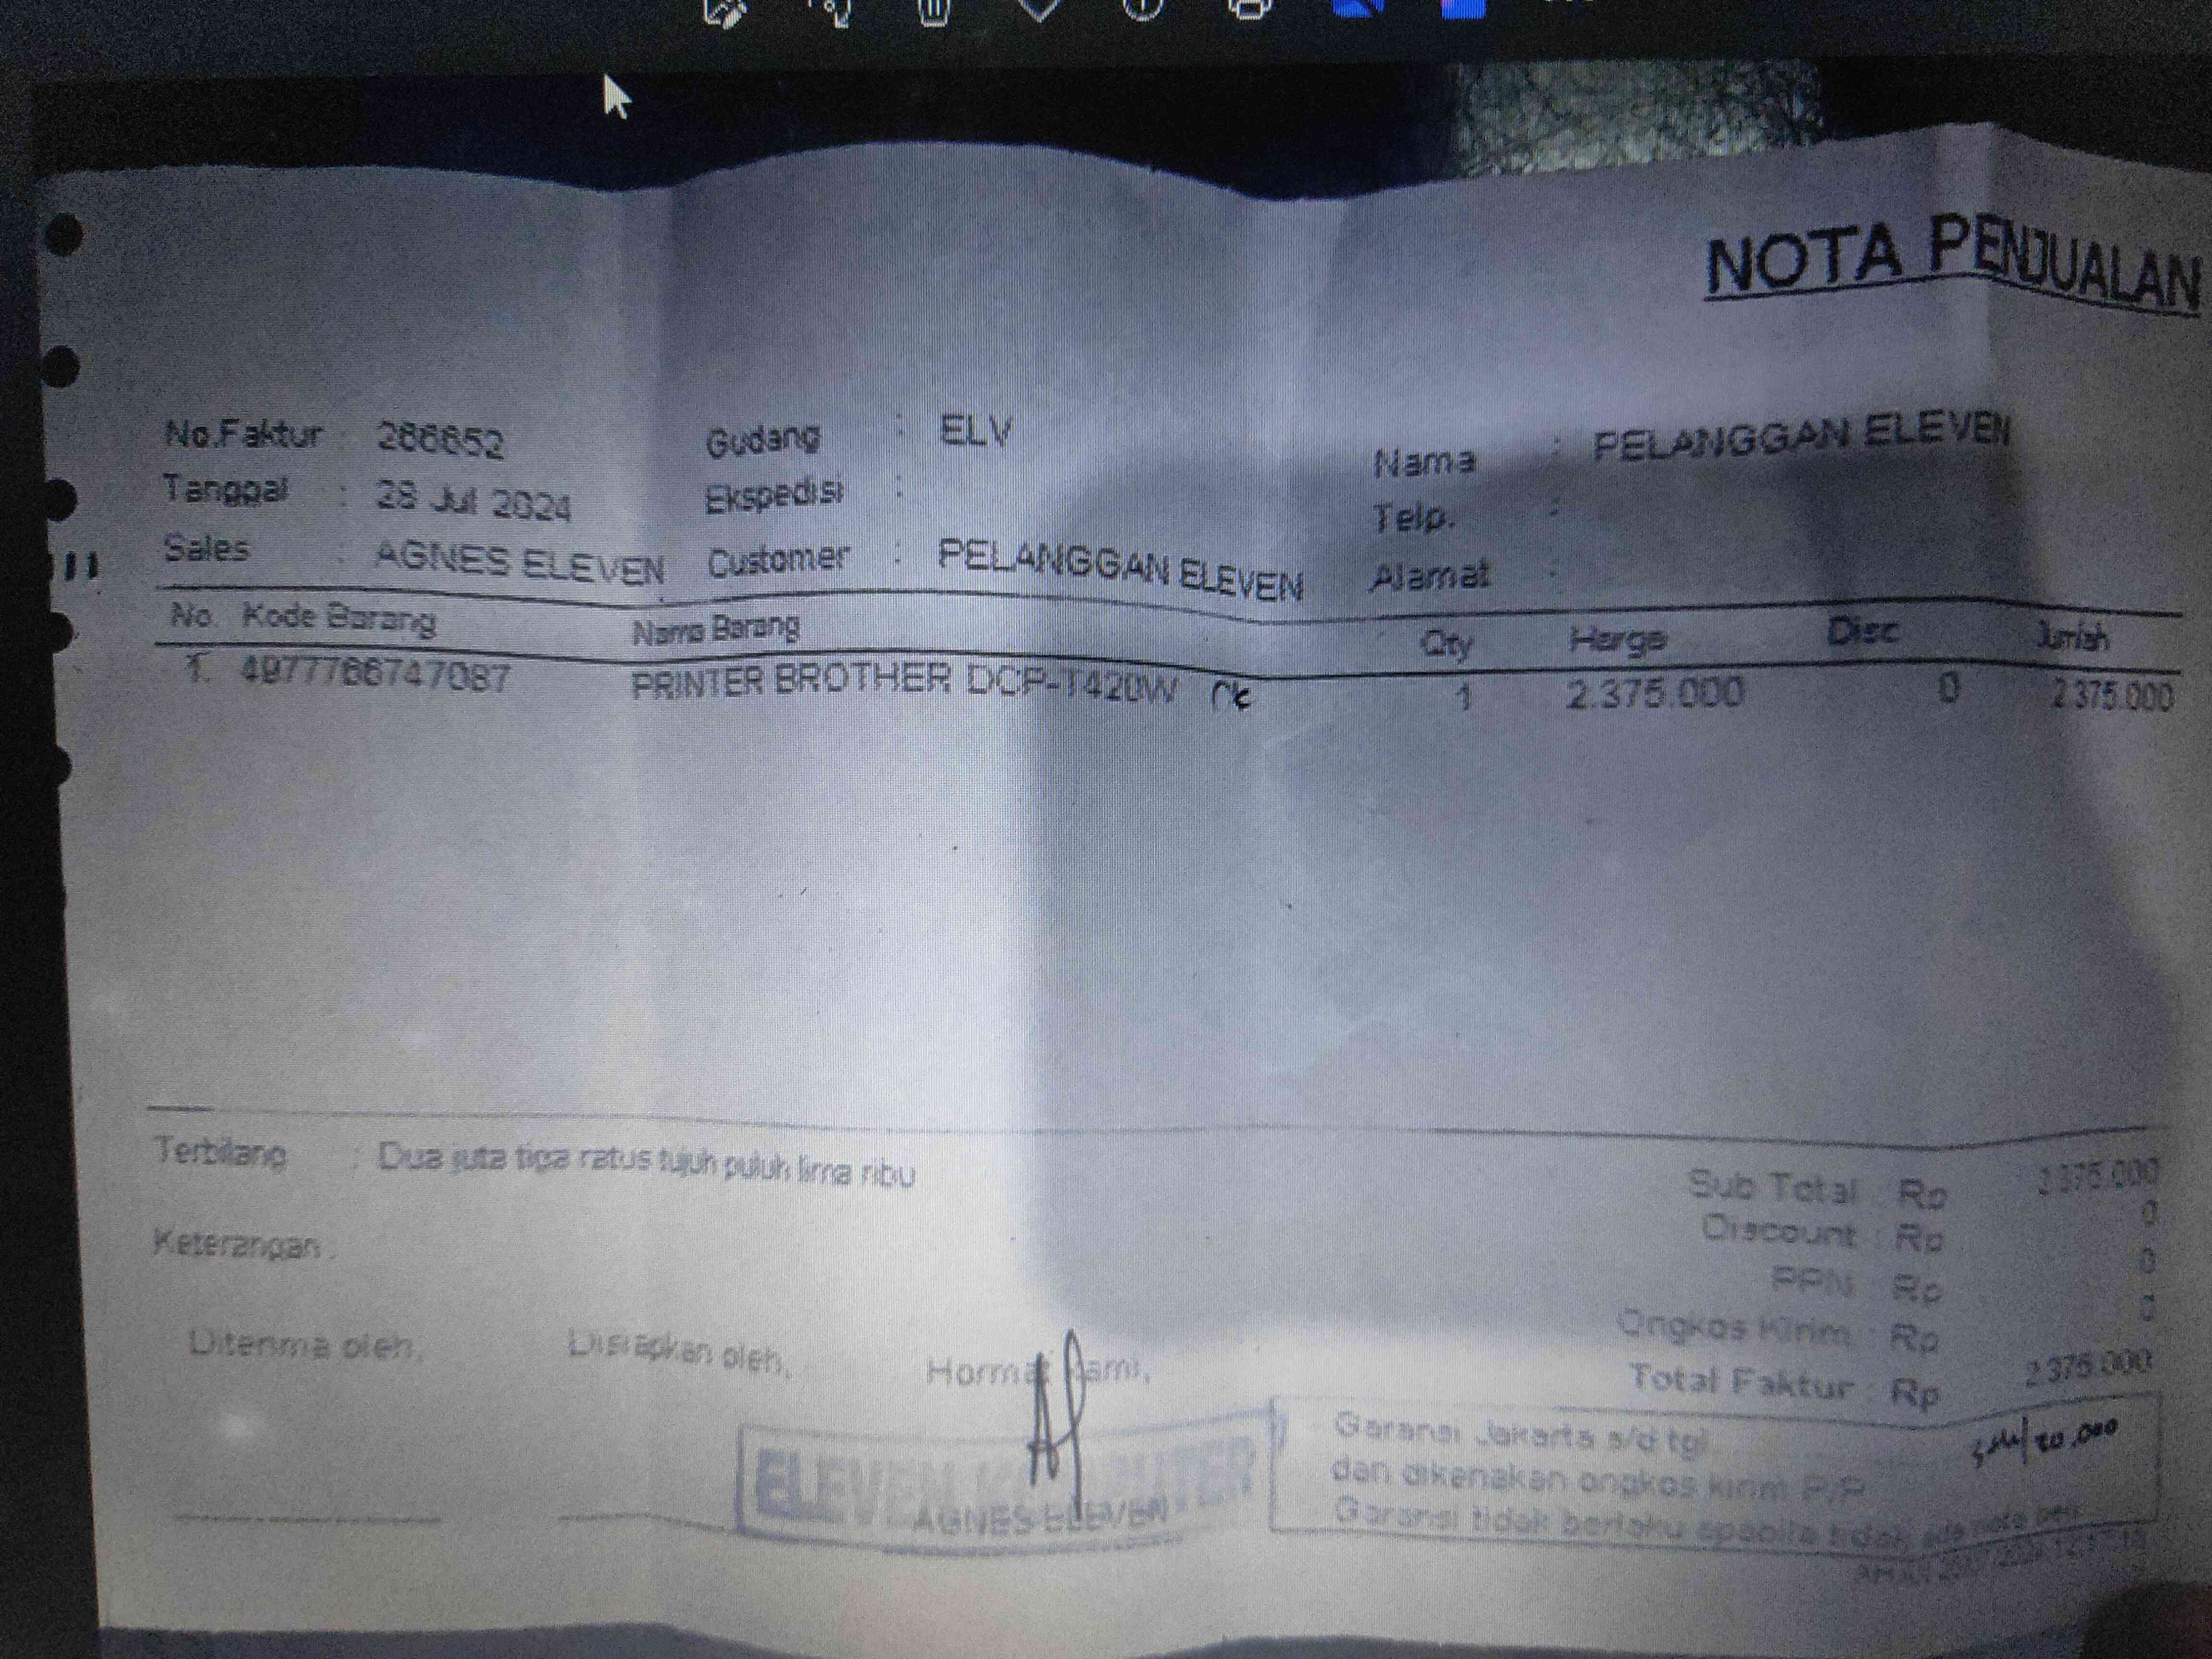 NOTA PENJUALAN
No.Faktur : 266652 Gudang : ELV Nama : PELANGGAN ELEVEN
Tanggal : 28 Jul 2024 Ekspedisi : Telp. :
Sales : AGNES ELEVEN Customer : PELANGGAN ELEVEN Alamat :
No. Kode Barang Nama Barang Qty Harga Disc Jumlah
1. 4977766747087 PRINTER BROTHER DCP-T420W 1 2.375.000 0 2.375.000
Terbilang : Dua juta tiga ratus tujuh puluh lima ribu
Sub Total : Rp 2.375.000
Discount : Rp 0
Keterangan :
PPN : Rp 0
Ongkos Kirim : Rp 0
Total Faktur : Rp 2.375.000
Diterima oleh, Disiapkan oleh, Hormat Kami,
ELEVEN KOMPUTER
AGNES ELEVEN
Garansi Jakarta s/d tgl
dan dikenakan ongkos kirim P/P
Garansi tidak berlaku apabila tidak ada nota